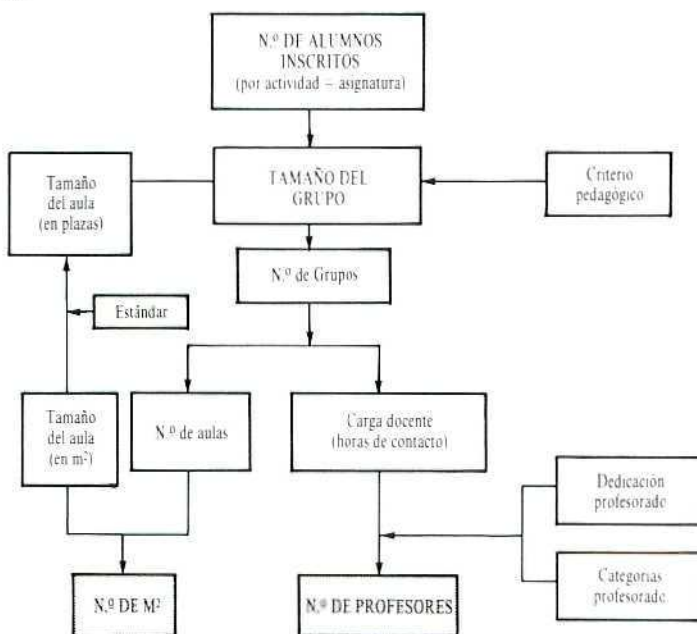 N.º DE ALUMNOS
INSCRITOS
(por actividad – asignatura)
Tamaño
del aula
(en plazas)
TAMAÑO DEL
GRUPO
Criterio
pedagógico
N.º de Grupos
Estándar
Tamaño
del aula
(en m²)
N.º de aulas
Carga docente
(horas de contacto)
Dedicación
profesorado
Categorías
profesorado
N.º DE M²
N.º DE PROFESORES